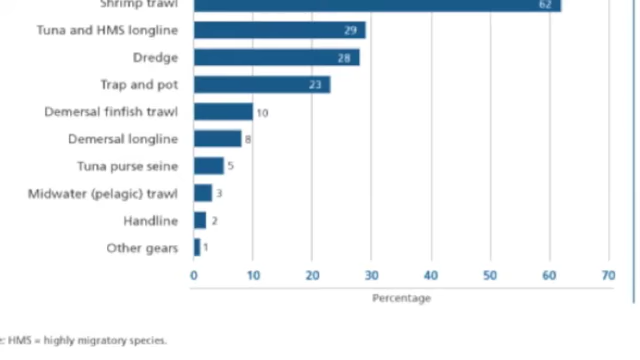 Shrimp trawl 62
Tuna and HMS longline 29
Dredge 28
Trap and pot 23
Demersal finfish trawl 10
Demersal longline 8
Tuna purse seine 5
Midwater (pelagic) trawl 3
Handline 2
Other gears 1
0 10 20 30 40 50 60 70
Percentage
: HMS = highly migratory species.